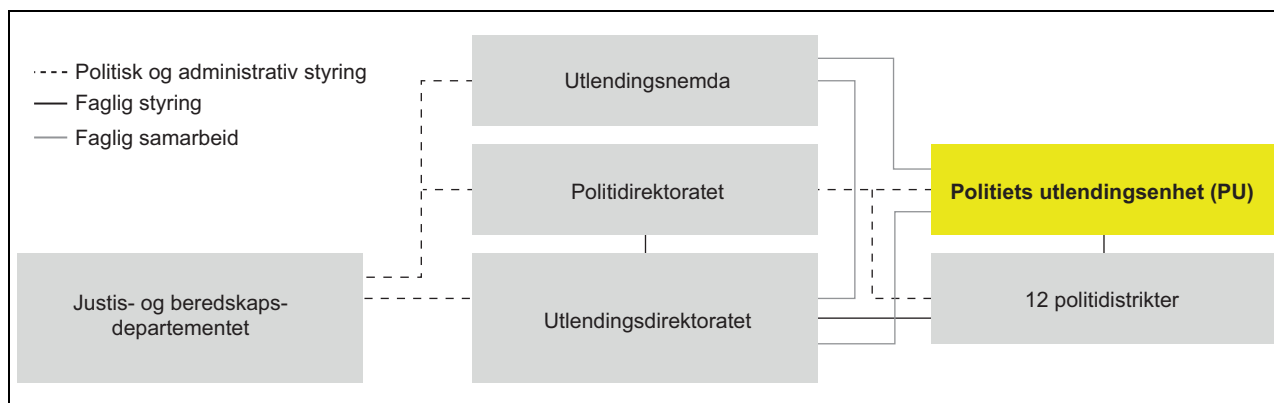 Politisk og administrativ styring
Faglig styring
Faglig samarbeid
Utlendingsnemda
Politidirektoratet
Politiets utlendingsenhet (PU)
Justis- og beredskaps-
departementet
Utlendingsdirektoratet
12 politidistrikter